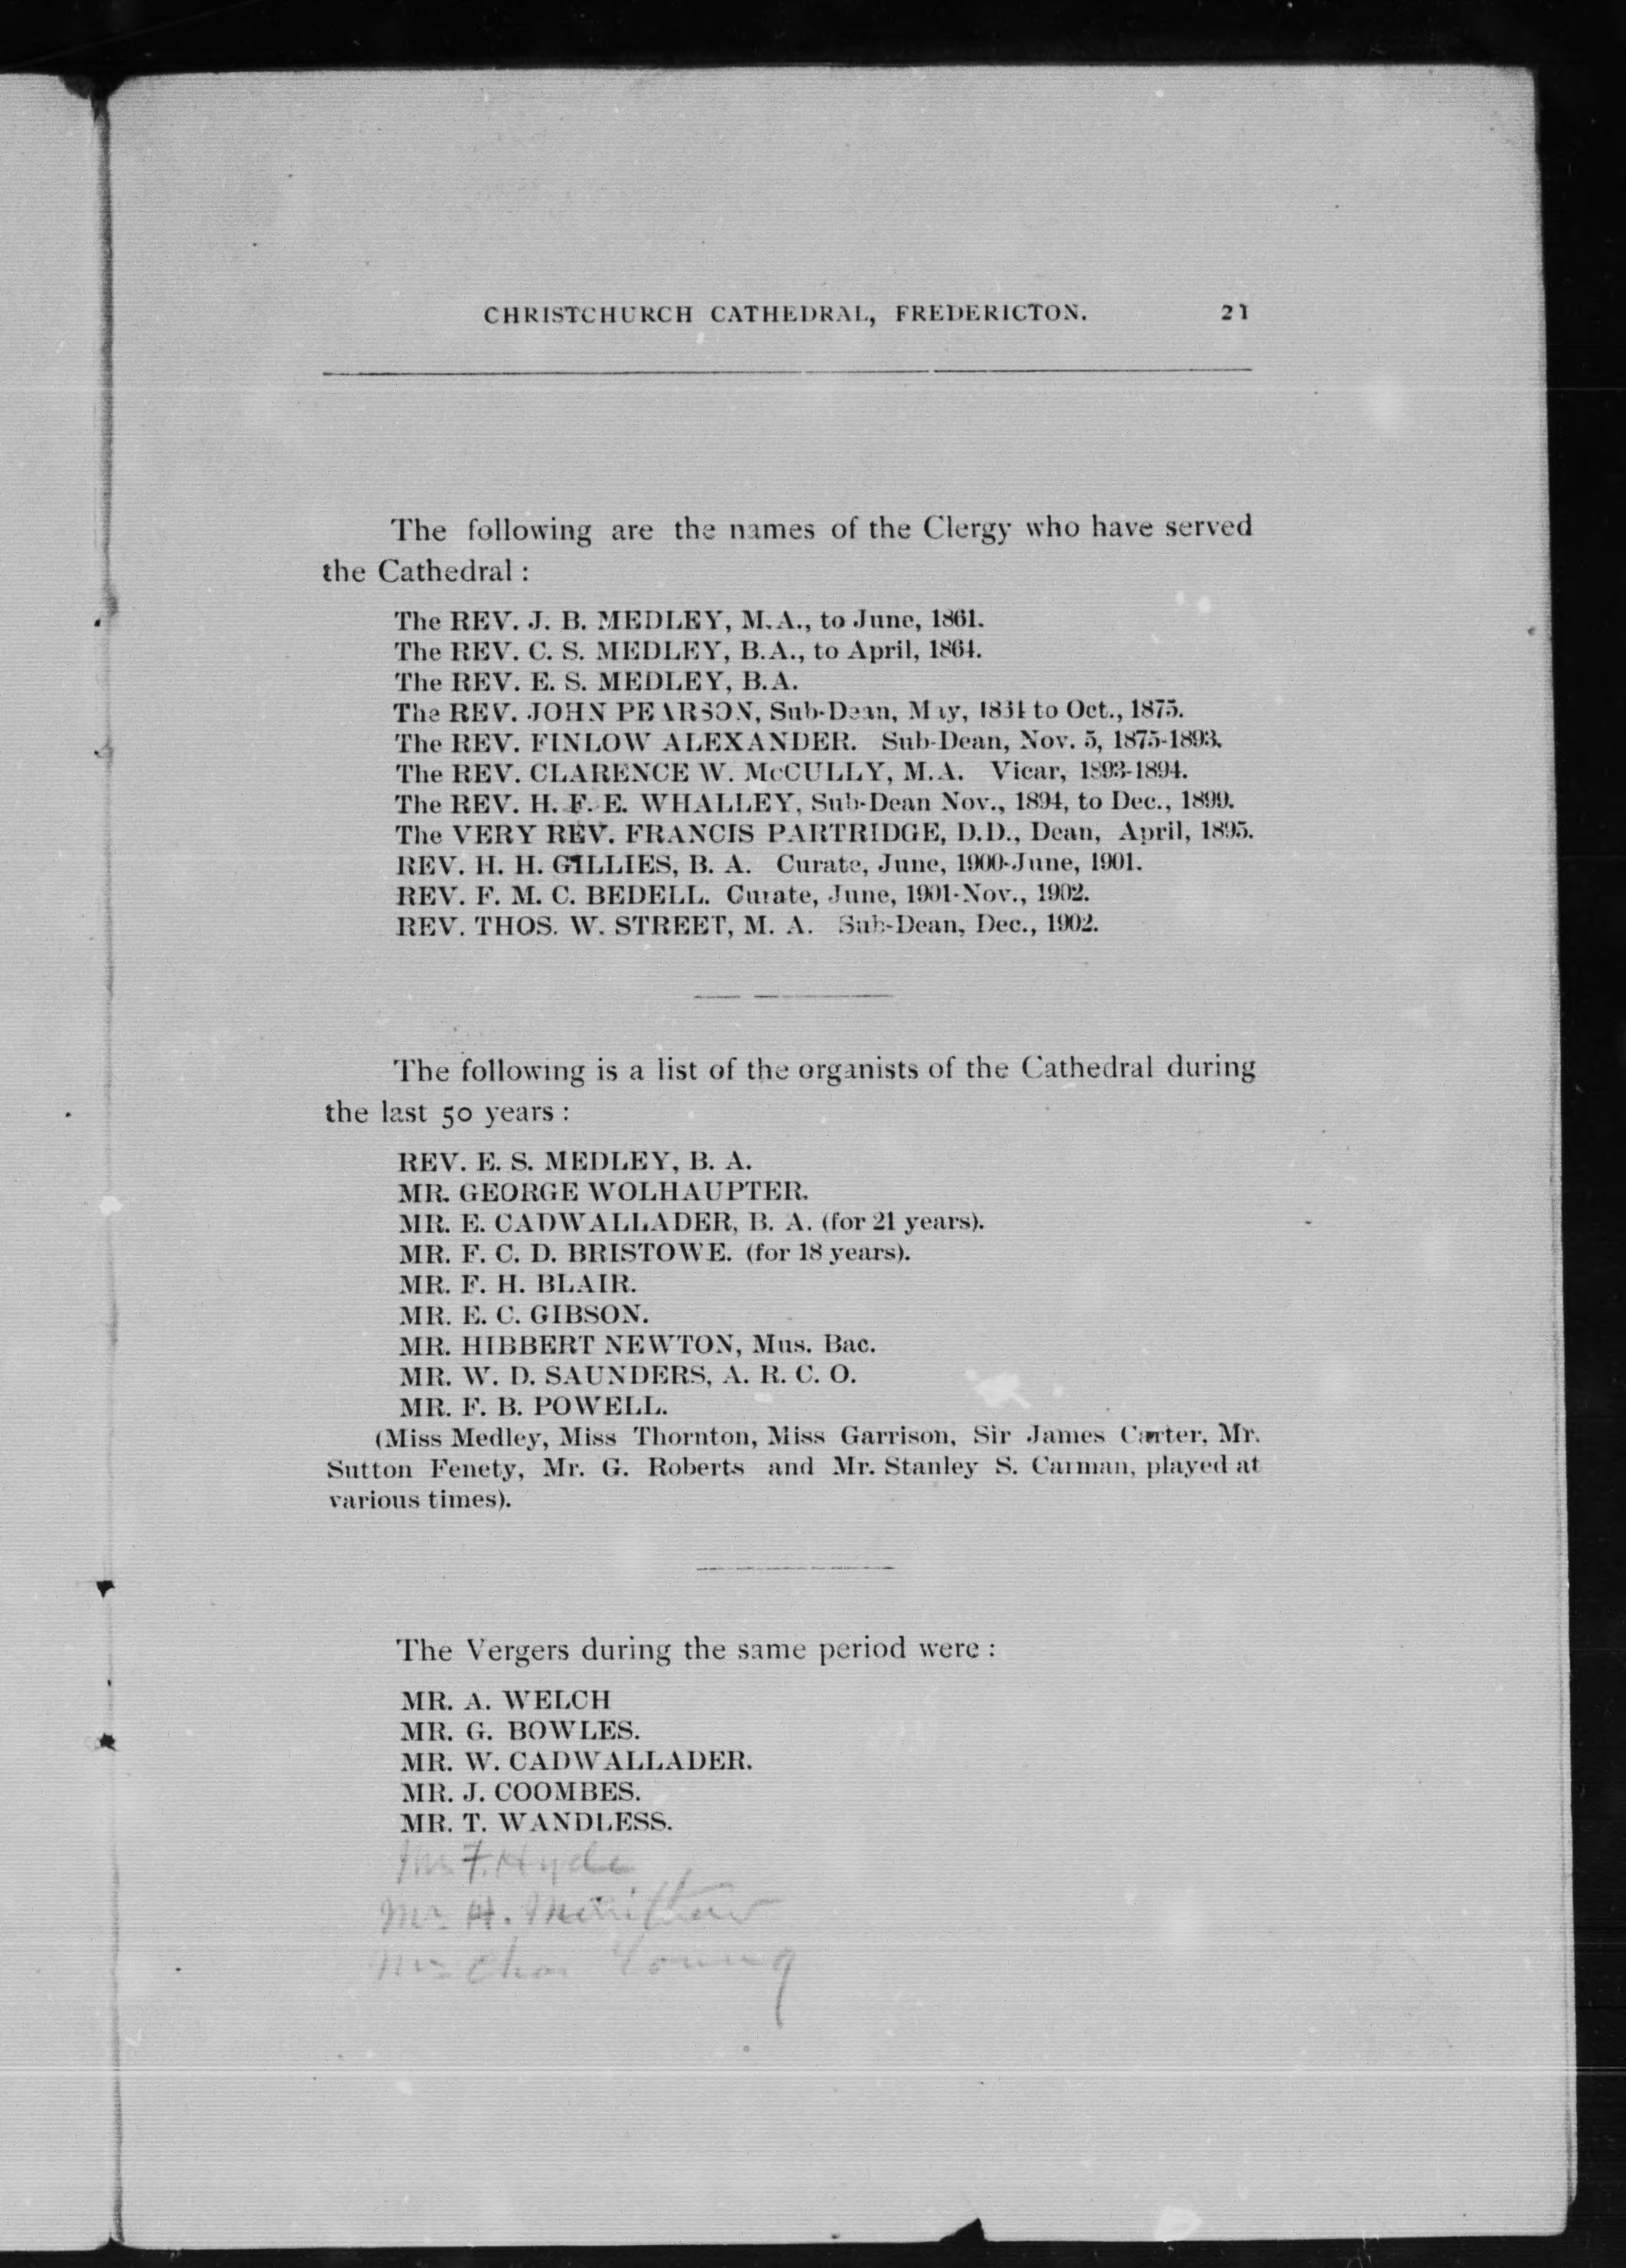 CHRISTCHURCH CATHEDRAL, FREDERICTON. 21
The following are the names of the Clergy who have served
the Cathedral :
The REV. J. B. MEDLEY, M.A., to June, 1861.
The REV. C. S. MEDLEY, B.A., to April, 1864.
The REV. E. S. MEDLEY, B.A.
The REV. JOHN PEARSON, Sub-Dean, May, to Oct., 1875.
The REV. FINLOW ALEXANDER. Sub-Dean, Nov. 5, 1875-1893.
The REV. CLARENCE W. McCULLY, M.A. Vicar, 1893-1894.
The REV. H. F. E. WHALLEY, Sub-Dean Nov., 1894, to Dec., 1899.
The VERY REV. FRANCIS PARTRIDGE, D.D., Dean, April, 1895.
REV. H. H. GILLIES, B. A. Curate, June, 1900-June, 1901.
REV. F. M. C. BEDELL. Curate, June, 1901-Nov., 1902.
REV. THOS. W. STREET, M. A. Sub-Dean, Dec., 1902.
The following is a list of the organists of the Cathedral during
the last 50 years :
REV. E. S. MEDLEY, B. A.
MR. GEORGE WOLHAUPTER.
MR. E. CADWALLADER, B. A. (for 21 years).
MR. F. C. D. BRISTOWE. (for 18 years).
MR. F. H. BLAIR.
MR. E. C. GIBSON.
MR. HIBBERT NEWTON, Mus. Bac.
MR. W. D. SAUNDERS, A. R. C. O.
MR. F. B. POWELL.
(Miss Medley, Miss Thornton, Miss Garrison, Sir James Carter, Mr.
Sutton Fenety, Mr. G. Roberts and Mr. Stanley S. Carman, played at
various times).
The Vergers during the same period were :
MR. A. WELCH
MR. G. BOWLES.
MR. W. CADWALLADER.
MR. J. COOMBES.
MR. T. WANDLESS.
F. Hyde
Mr H.
Mr Chas Young